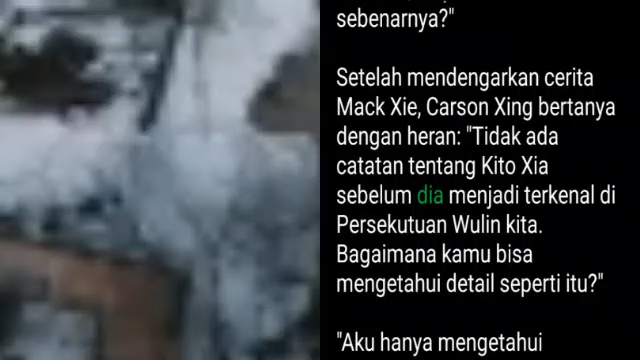 sebenarnya?"
Setelah mendengarkan cerita
Mack Xie, Carson Xing bertanya
dengan heran: "Tidak ada
catatan tentang Kito Xia
sebelum dia menjadi terkenal di
Persekutuan Wulin kita.
Bagaimana kamu bisa
mengetahui detail seperti itu?"
"Aku hanya mengetahui